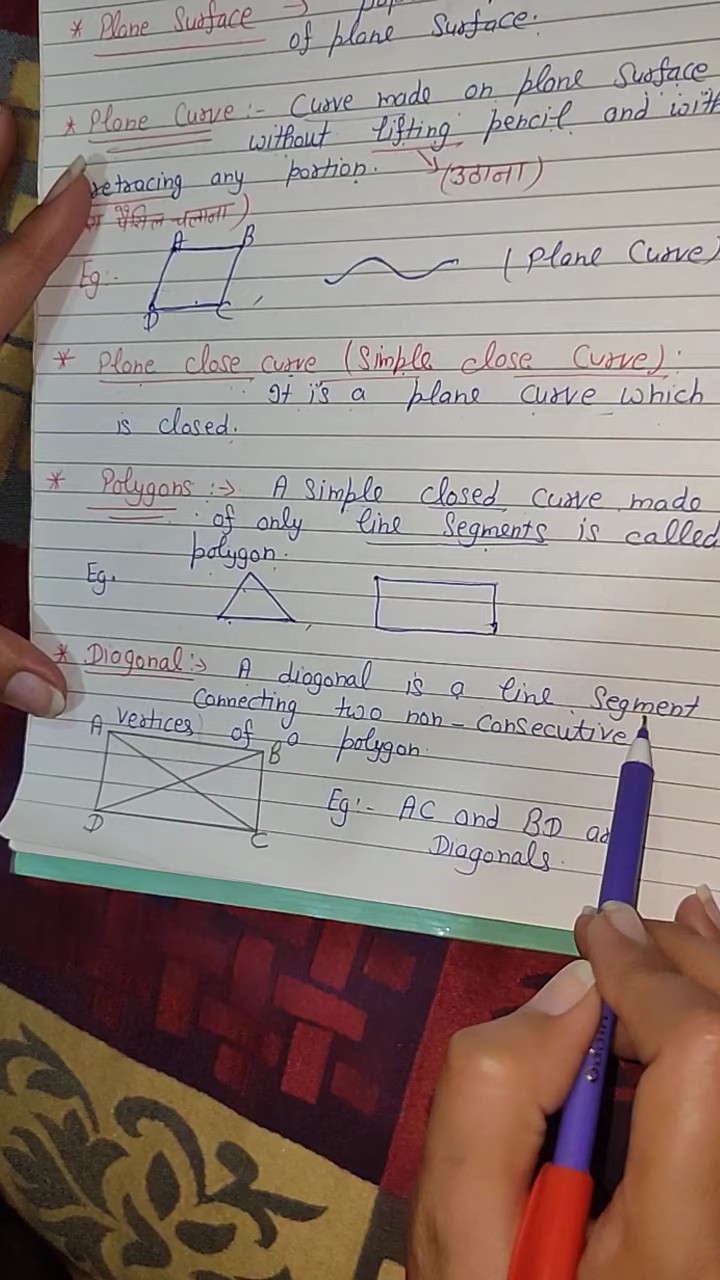 * Plane Surface →
of plane Surface.
* Plane Curve :- Curve made on plane Surface
without lifting pencil and with
retracing any portion. (उठाना)
पेंसिल चलाना)
Eg:- A B ( Plane Curve)
D C
* Plane close curve (Simple close Curve) :
It is a plane curve which
is closed.
* Polygons :→ A Simple closed curve made
of only line Segments is called
polygon.
Eg.
* Diagonal :→ A diagonal is a line Segment
Connecting two non-Consecutive
A vertices of a polygon.
B
Eg:- AC and BD
D C Diagonals.